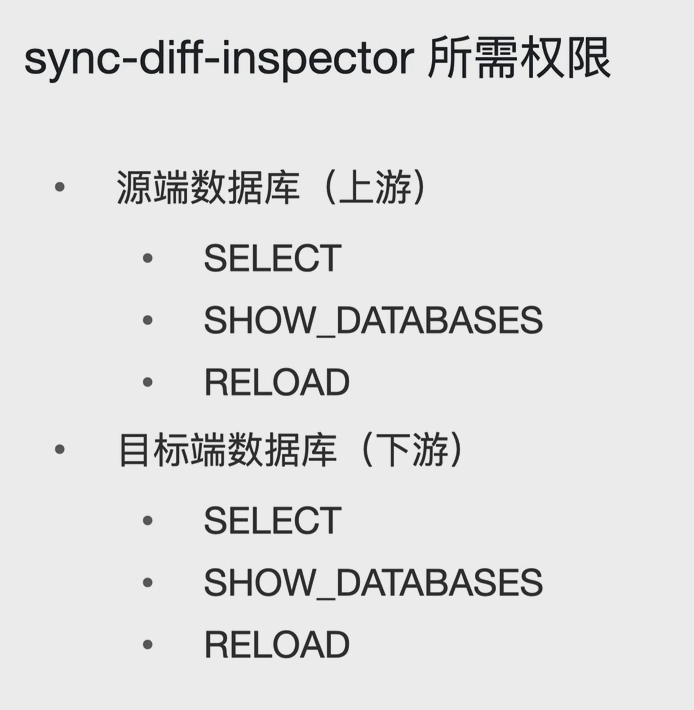 sync-diff-inspector 所需权限
• 源端数据库（上游）
• SELECT
• SHOW_DATABASES
• RELOAD
• 目标端数据库（下游）
• SELECT
• SHOW_DATABASES
• RELOAD